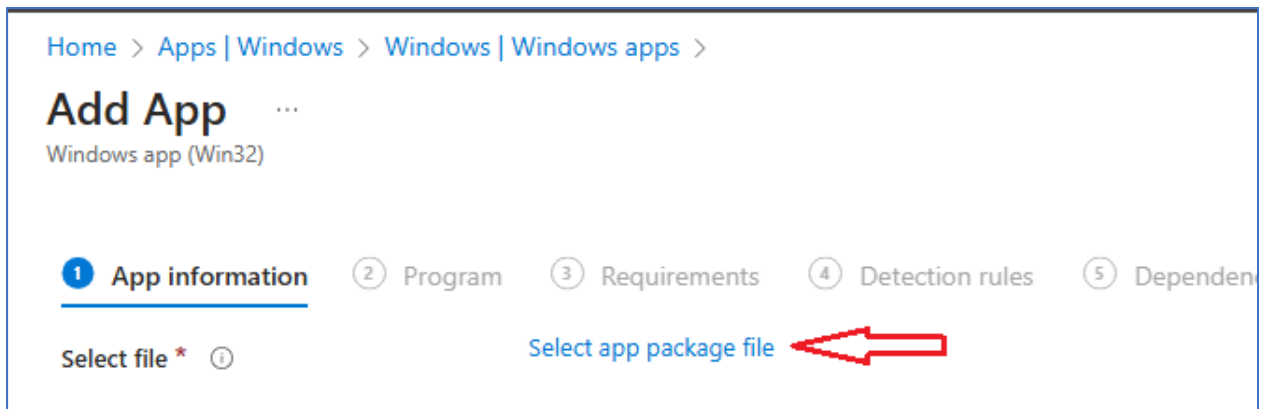 Home > Apps | Windows > Windows | Windows apps >
Add App ...
Windows app (Win32)
1 App information 2 Program 3 Requirements 4 Detection rules 5 Dependen
Select file * Select app package file